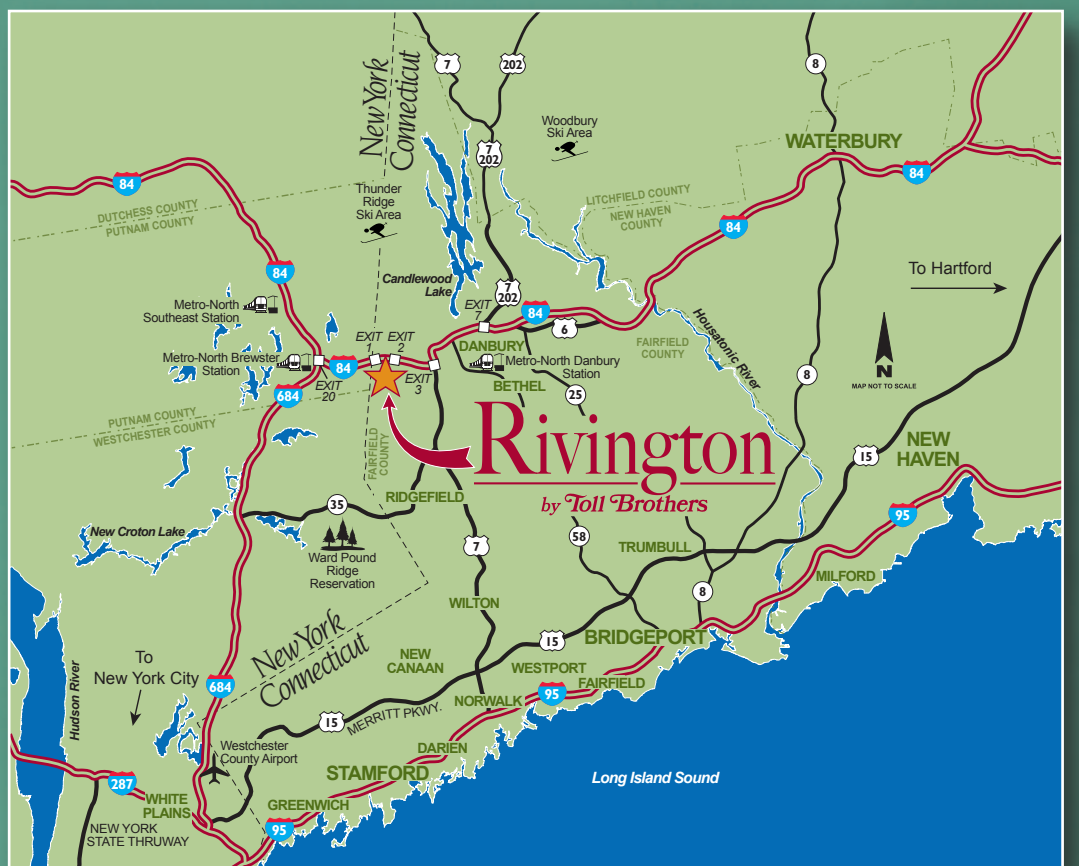 7
202
8
New York
Connecticut
Woodbury
Ski Area
7
202
WATERBURY
84
84
Thunder
Ridge
Ski Area
LITCHFIELD COUNTY
NEW HAVEN
COUNTY
DUTCHESS COUNTY
PUTNAM COUNTY
84
84
To Hartford
Candlewood
Lake
7
202
Metro-North
Southeast Station
EXIT
7
84
6
Housatonic River
EXIT
1
EXIT
2
DANBURY
FAIRFIELD
COUNTY
N
MAP NOT TO SCALE
Metro-North Brewster
Station
84
EXIT
20
EXIT
3
Metro-North Danbury
Station
BETHEL
25
8
684
PUTNAM COUNTY
WESTCHESTER COUNTY
FAIRFIELD
COUNTY
Rivington
by Toll Brothers
NEW
HAVEN
15
RIDGEFIELD
35
95
New Croton Lake
Ward Pound
Ridge
Reservation
7
58
TRUMBULL
MILFORD
8
WILTON
New York
Connecticut
15
BRIDGEPORT
To
New York City
NEW
CANAAN
WESTPORT
FAIRFIELD
684
95
NORWALK
Hudson River
15
MERRITT PKWY.
Westchester
County Airport
DARIEN
STAMFORD
Long Island Sound
287
WHITE
PLAINS
GREENWICH
NEW YORK
STATE THRUWAY
95